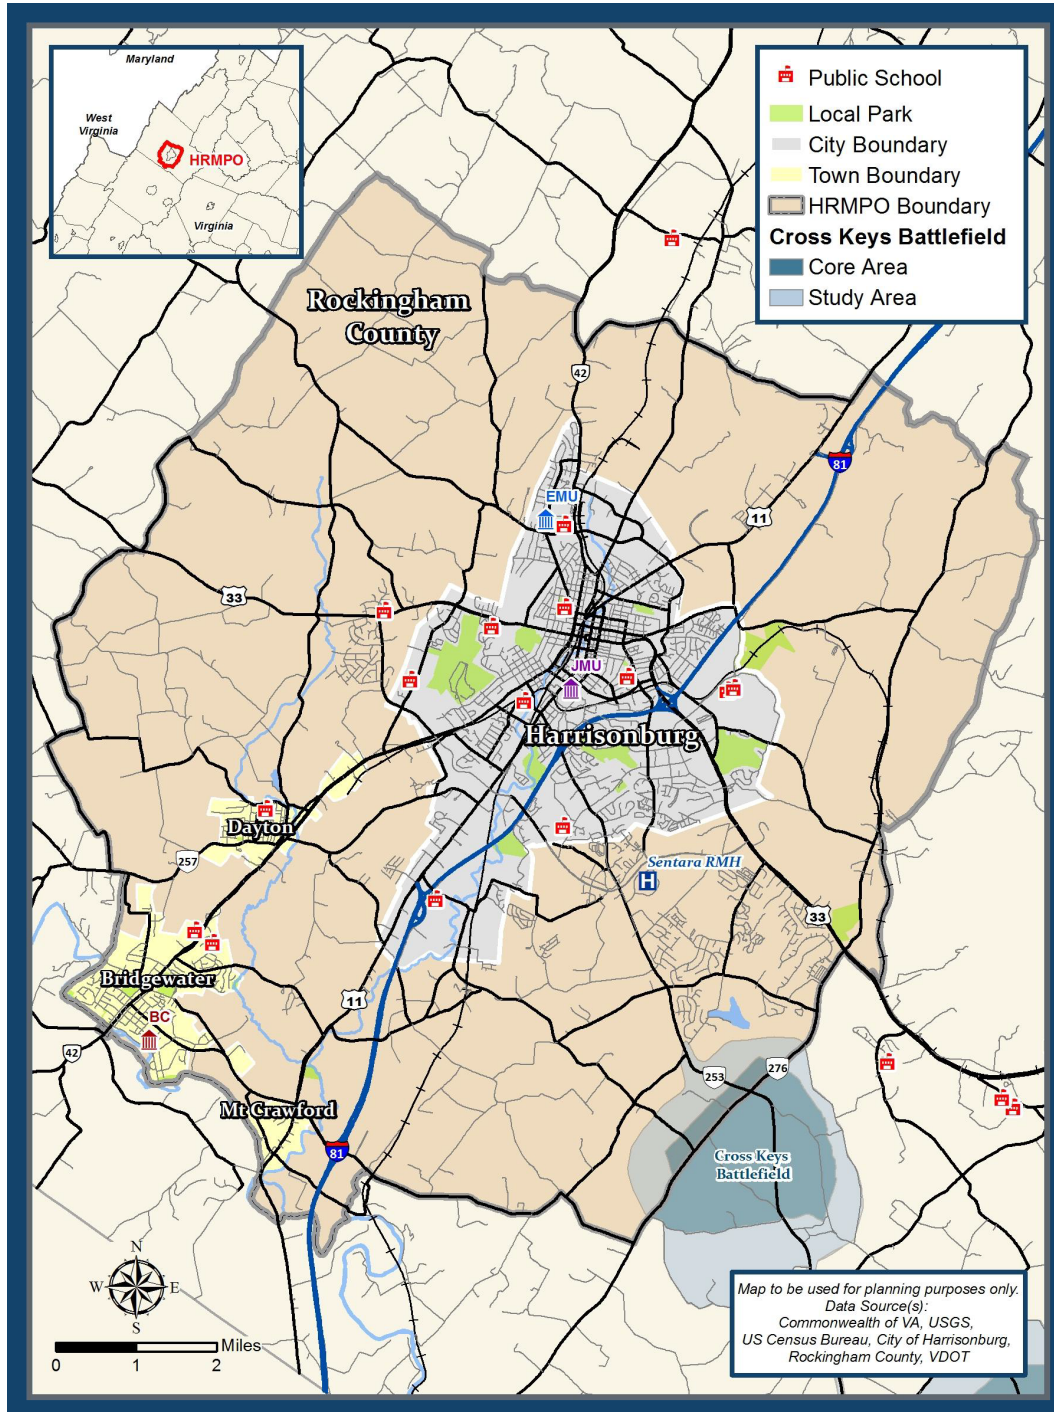 Maryland
West
Virginia
HRMPO
Virginia
Public School
Local Park
City Boundary
Town Boundary
HRMPO Boundary
Cross Keys Battlefield
Core Area
Study Area
Rockingham
County
42
81
EMU
11
33
JMU
Harrisonburg
Dayton
257
Sentara RMH
H
33
Bridgewater
11
BC
42
253
276
Mt Crawford
81
Cross Keys
Battlefield
N
W
E
S
Miles
0
1
2
Map to be used for planning purposes only.
Data Source(s):
Commonwealth of VA, USGS,
US Census Bureau, City of Harrisonburg,
Rockingham County, VDOT